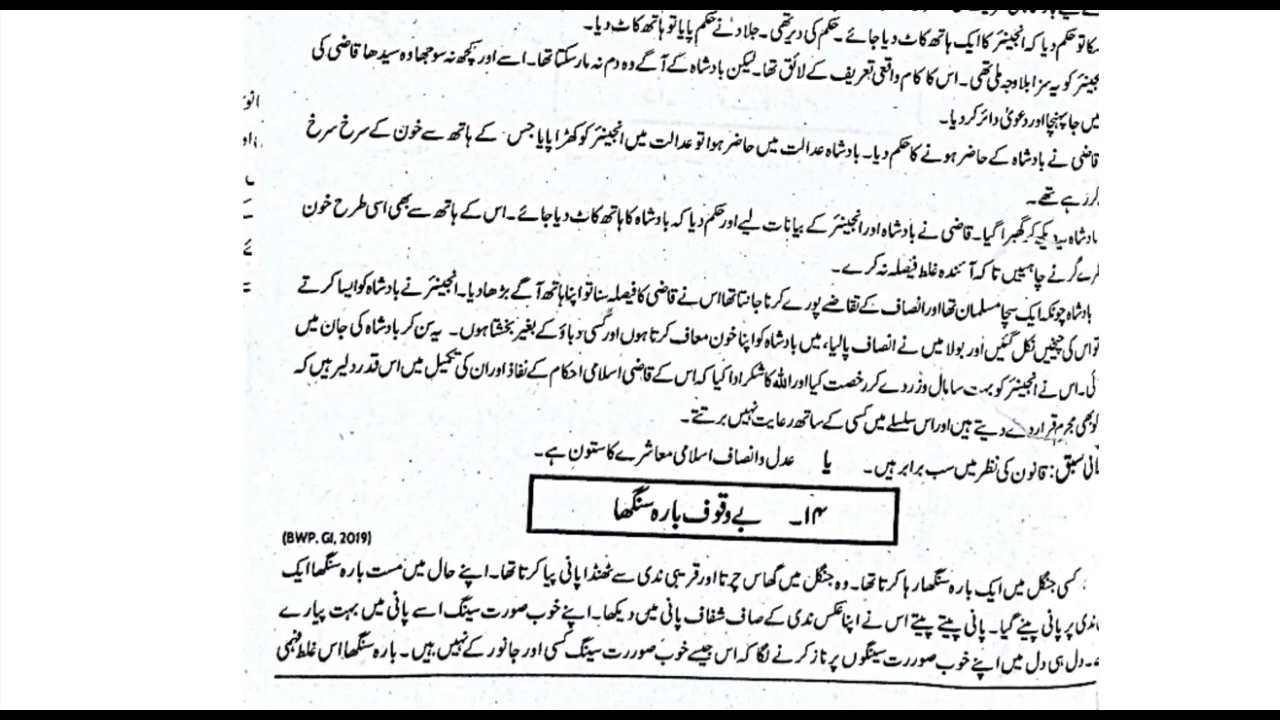 سکا تو حکم دیا کہ انجینئر کا ایک ہاتھ کاٹ دیا جائے۔ حکم کی دیر تھی۔ جلاد نے حکم پایا تو ہاتھ کاٹ دیا۔
جینئر کو یہ سزا بلاوجہ ملی تھی۔ اس کا کام واقعی تعریف کے لائق تھا۔ لیکن بادشاہ کے آگے وہ دم نہ مار سکتا تھا۔ اسے اور کچھ نہ سوجھا وہ سیدھا قاضی کی
میں جا پہنچا اور دعویٰ دائر کر دیا۔
قاضی نے بادشاہ کے حاضر ہونے کا حکم دیا۔ بادشاہ عدالت میں حاضر ہوا تو عدالت میں انجینئر کو کھڑا پایا جس کے ہاتھ سے خون کے سرخ سرخ
گر رہے تھے۔
بادشاہ یہ دیکھ کر گھبرا گیا۔ قاضی نے بادشاہ اور انجینئر کے بیانات لیے اور حکم دیا کہ بادشاہ کا ہاتھ کاٹ دیا جائے۔ اس کے ہاتھ سے بھی اسی طرح خون
گرنے چاہییں تا کہ آئندہ غلط فیصلہ نہ کرے۔
بادشاہ چونکہ ایک سچا مسلمان تھا اور انصاف کے تقاضے پورے کرنا جانتا تھا اس نے قاضی کا فیصلہ سنا تو اپنا ہاتھ آگے بڑھا دیا۔ انجینئر نے بادشاہ کو ایسا کرتے
تو اس کی چیخیں نکل گئیں اور بولا میں نے انصاف پا لیا، میں بادشاہ کو اپنا خون معاف کرتا ہوں اور کسی دباؤ کے بغیر بخشتا ہوں۔ یہ سن کر بادشاہ کی جان میں
ئی۔ اس نے انجینئر کو بہت سا مال و زر دے کر رخصت کیا اور اللہ کا شکر ادا کیا کہ اس کے قاضی اسلامی احکام کے نفاذ اور ان کی تکمیل میں اس قدر دلیر ہیں کہ
کو بھی مجرم قرار دے دیتے ہیں اور اس سلسلے میں کسی کے ساتھ رعایت نہیں برتتے۔
سبق: قانون کی نظر میں سب برابر ہیں۔ یا عدل و انصاف اسلامی معاشرے کا ستون ہے۔
۱۴۔ بے وقوف بارہ سنگھا
(BWP. GI, 2019)
کسی جنگل میں ایک بارہ سنگھا رہا کرتا تھا۔ وہ جنگل میں گھاس چرتا اور قریبی ندی سے ٹھنڈا پانی پیا کرتا تھا۔ اپنے حال میں مست بارہ سنگھا ایک
ندی پر پانی پینے گیا۔ پانی پیتے پیتے اس نے اپنا عکس ندی کے صاف شفاف پانی میں دیکھا۔ اپنے خوب صورت سینگ اسے پانی میں بہت پیارے
۔ دل ہی دل میں اپنے خوب صورت سینگوں پر ناز کرنے لگا کہ اس جیسے خوب صورت سینگ کسی اور جانور کے نہیں ہیں۔ بارہ سنگھا اس غلط فہمی